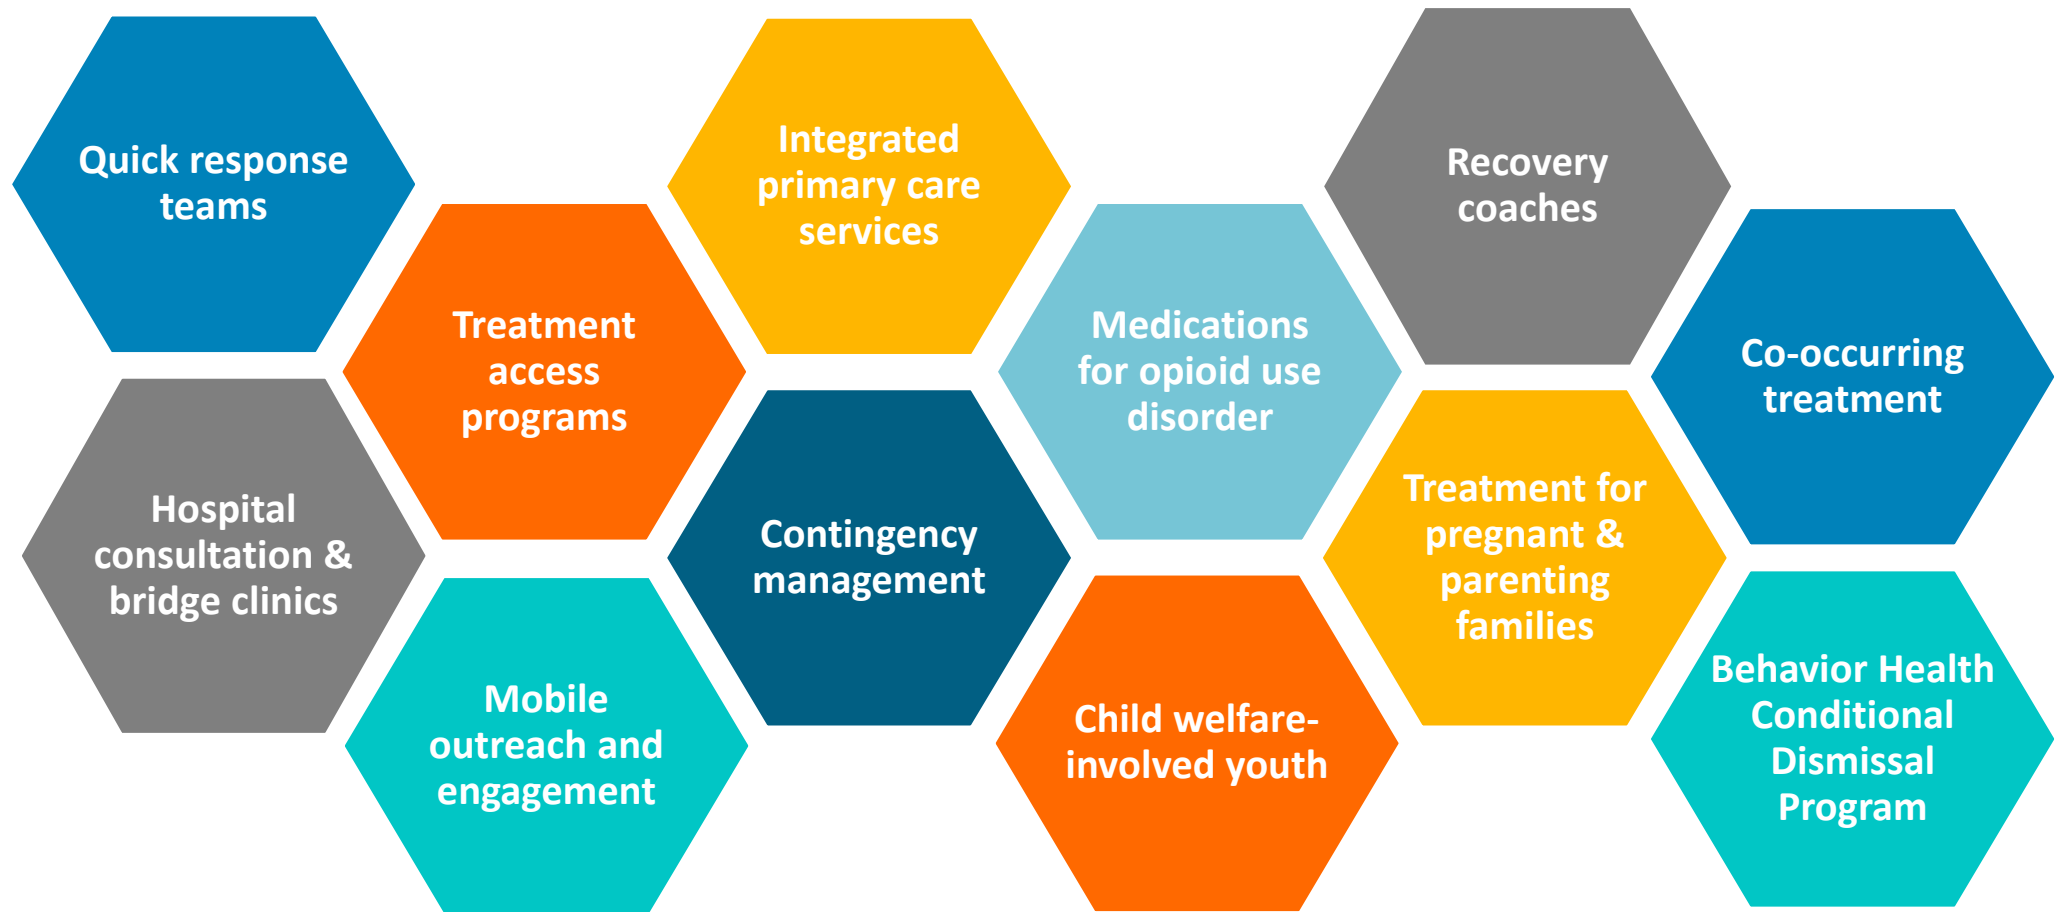 Quick response
teams
Integrated
primary care
services
Recovery
coaches
Treatment
access
programs
Medications
for opioid use
disorder
Co-occurring
treatment
Hospital
consultation &
bridge clinics
Contingency
management
Treatment for
pregnant &
parenting
families
Mobile
outreach and
engagement
Child welfare-
involved youth
Behavior Health
Conditional
Dismissal
Program